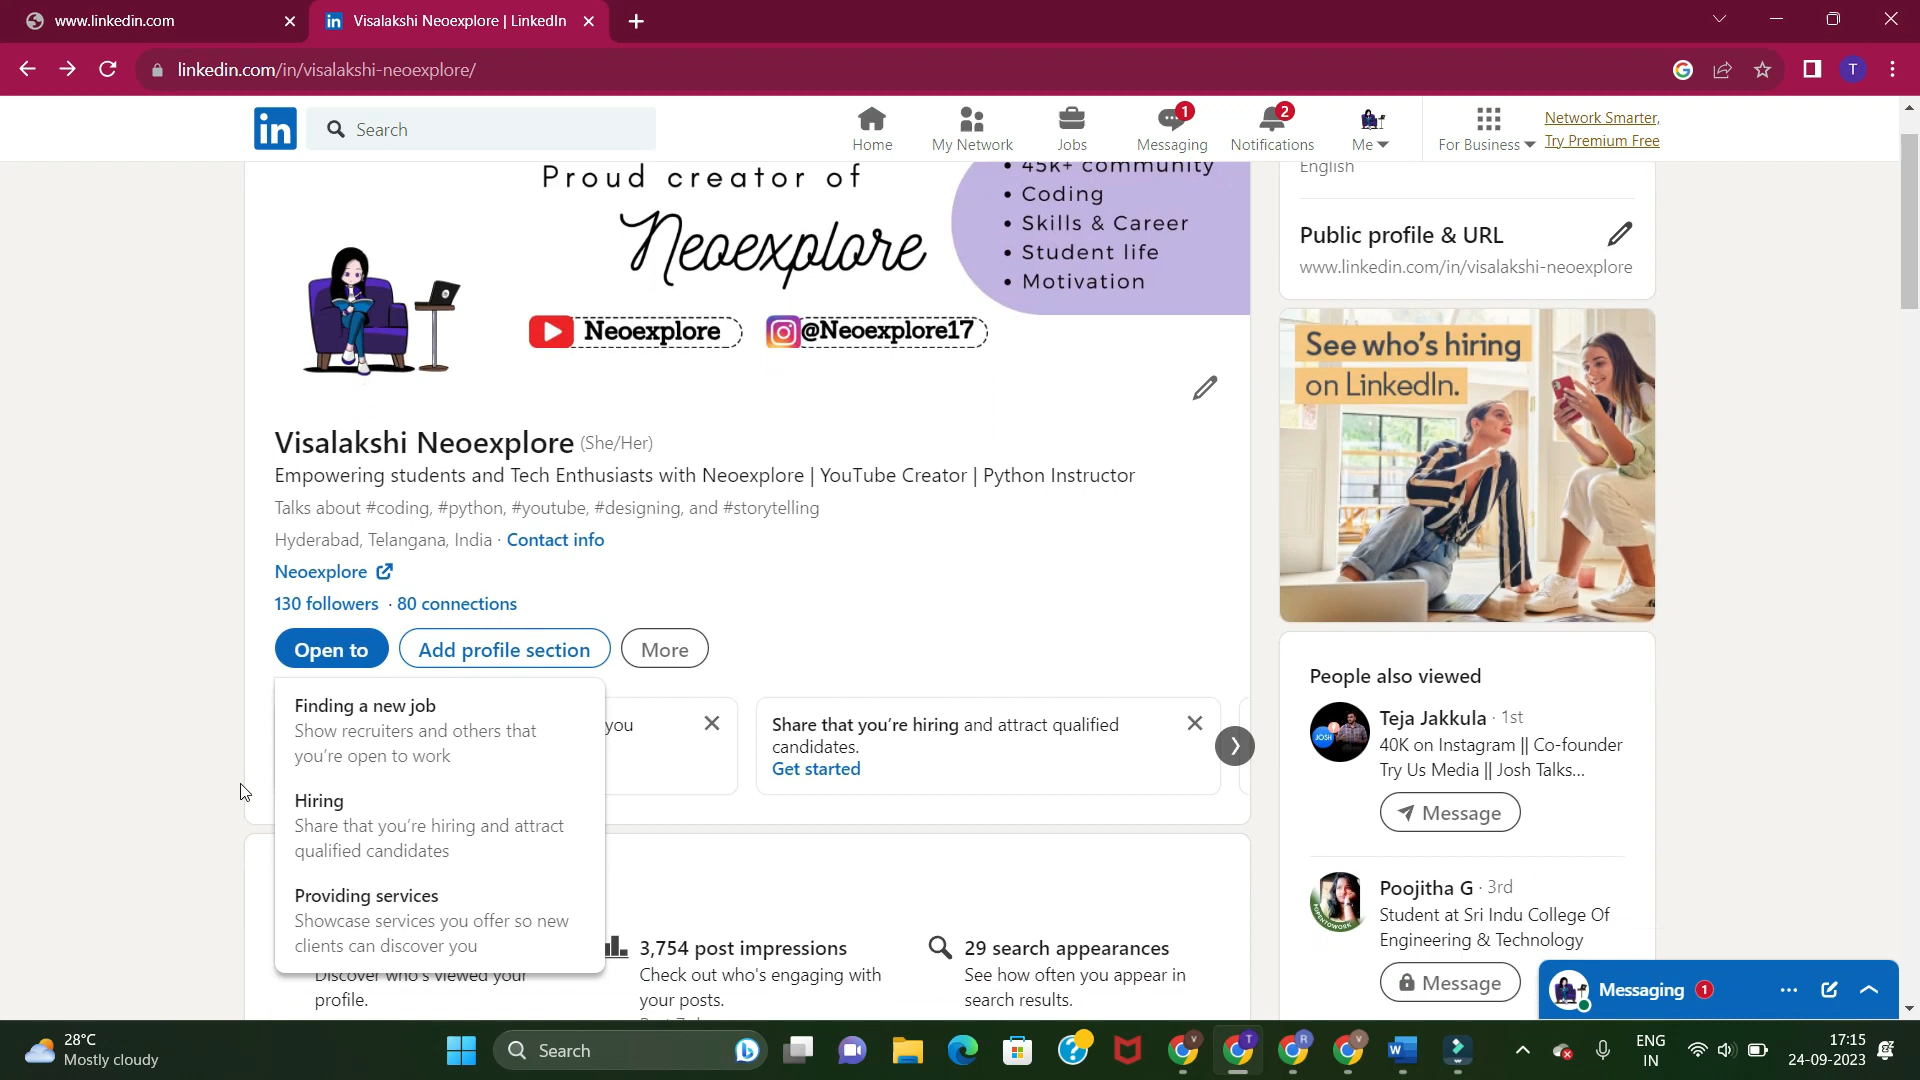 www.linkedin.com
Visalakshi Neoexplore | LinkedIn
linkedin.com/in/visalakshi-neoexplore/
T
in
Search
Home
My Network
1
Jobs
Messaging
2
Notifications
Me
For Business
Network Smarter,
Try Premium Free
Proud creator of
Neoexplore
• 45k+ community
• Coding
• Skills & Career
• Student life
• Motivation
Neoexplore
@Neoexplore17
English
Public profile & URL
www.linkedin.com/in/visalakshi-neoexplore
See who's hiring
on LinkedIn.
Visalakshi Neoexplore (She/Her)
Empowering students and Tech Enthusiasts with Neoexplore | YouTube Creator | Python Instructor
Talks about #coding, #python, #youtube, #designing, and #storytelling
Hyderabad, Telangana, India · Contact info
Neoexplore
130 followers · 80 connections
Open to
Add profile section
More
Finding a new job
Show recruiters and others that
you're open to work
Hiring
Share that you're hiring and attract
qualified candidates
Providing services
Showcase services you offer so new
clients can discover you
you
Share that you're hiring and attract qualified
candidates.
Get started
Discover who's viewed your
profile.
3,754 post impressions
Check out who's engaging with
your posts.
29 search appearances
See how often you appear in
search results.
People also viewed
JOSH
Teja Jakkula · 1st
40K on Instagram || Co-founder
Try Us Media || Josh Talks...
Message
Poojitha G · 3rd
Student at Sri Indu College Of
Engineering & Technology
Message
Messaging 1
28°C
Mostly cloudy
Search
ENG
IN
17:15
24-09-2023